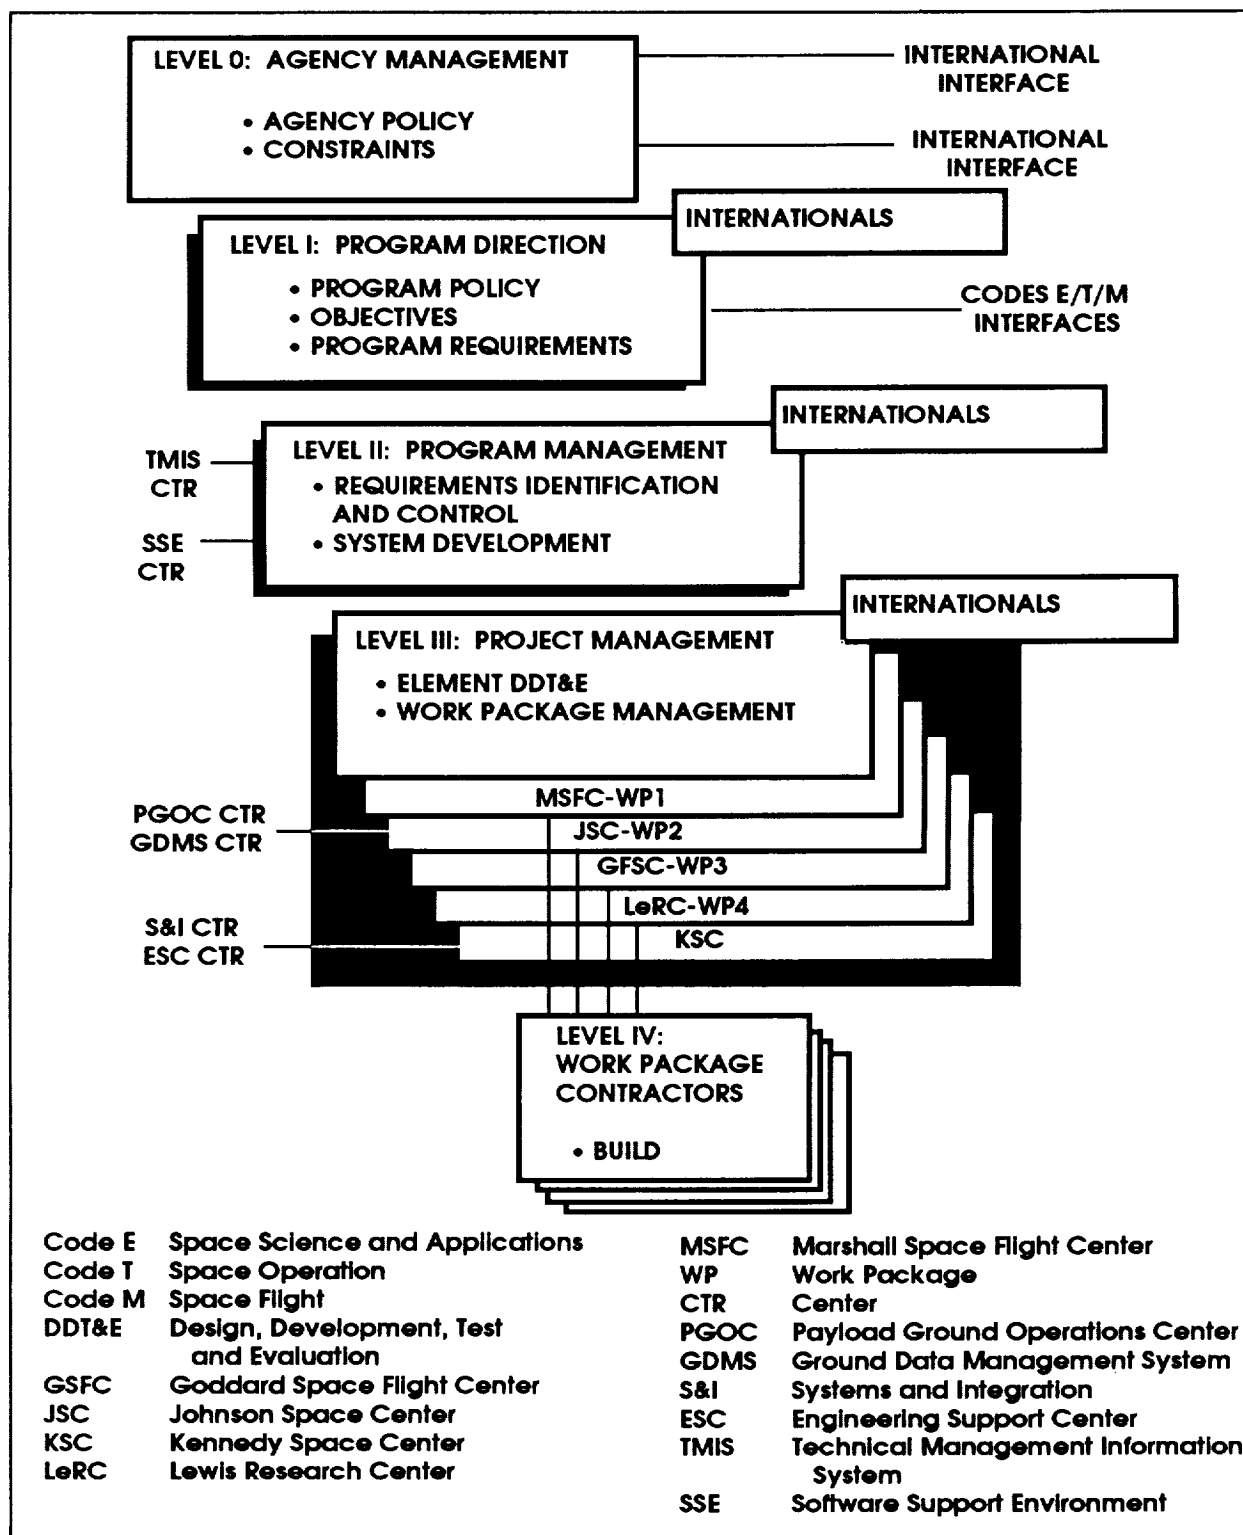 LEVEL 0: AGENCY MANAGEMENT
• AGENCY POLICY
• CONSTRAINTS
INTERNATIONAL
INTERFACE
INTERNATIONAL
INTERFACE
INTERNATIONALS
LEVEL I: PROGRAM DIRECTION
• PROGRAM POLICY
• OBJECTIVES
• PROGRAM REQUIREMENTS
CODES E/T/M
INTERFACES
INTERNATIONALS
LEVEL II: PROGRAM MANAGEMENT
• REQUIREMENTS IDENTIFICATION
AND CONTROL
• SYSTEM DEVELOPMENT
TMIS
CTR
SSE
CTR
INTERNATIONALS
LEVEL III: PROJECT MANAGEMENT
• ELEMENT DDT&E
• WORK PACKAGE MANAGEMENT
MSFC-WP1
JSC-WP2
GFSC-WP3
LeRC-WP4
KSC
PGOC CTR
GDMS CTR
S&I CTR
ESC CTR
LEVEL IV:
WORK PACKAGE
CONTRACTORS
• BUILD
Code E Space Science and Applications
Code T Space Operation
Code M Space Flight
DDT&E Design, Development, Test
and Evaluation
GSFC Goddard Space Flight Center
JSC Johnson Space Center
KSC Kennedy Space Center
LeRC Lewis Research Center
MSFC Marshall Space Flight Center
WP Work Package
CTR Center
PGOC Payload Ground Operations Center
GDMS Ground Data Management System
S&I Systems and Integration
ESC Engineering Support Center
TMIS Technical Management Information
System
SSE Software Support Environment